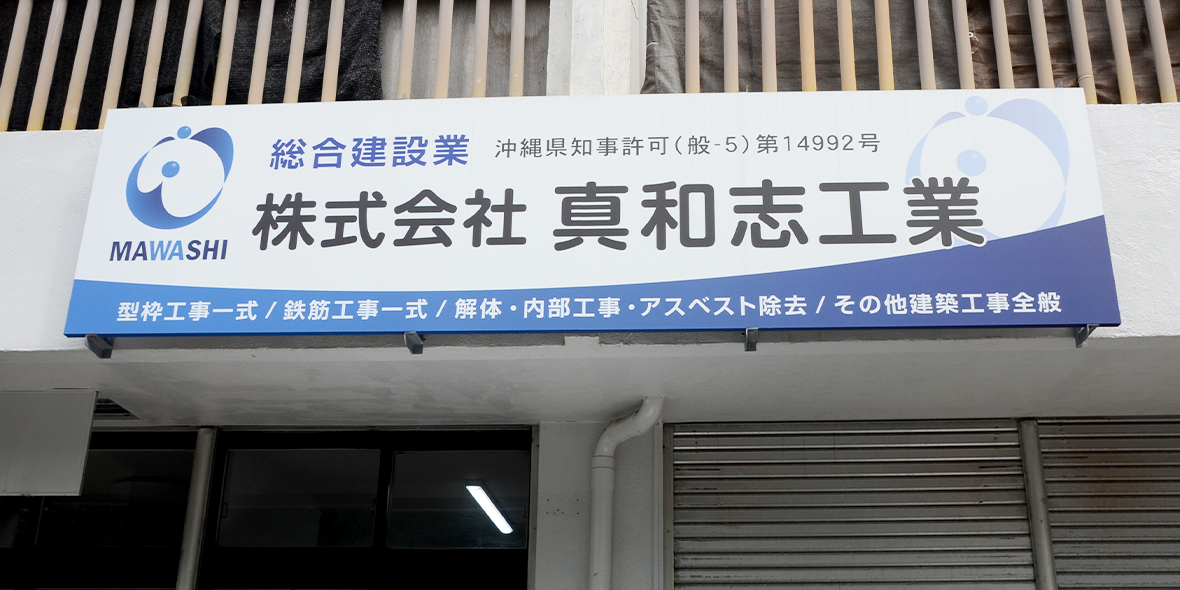 総合建設業 沖縄県知事許可(般-5)第14992号
株式会社 真和志工業
MAWASHI
型枠工事一式 / 鉄筋工事一式 / 解体・内部工事・アスベスト除去 / その他建築工事全般